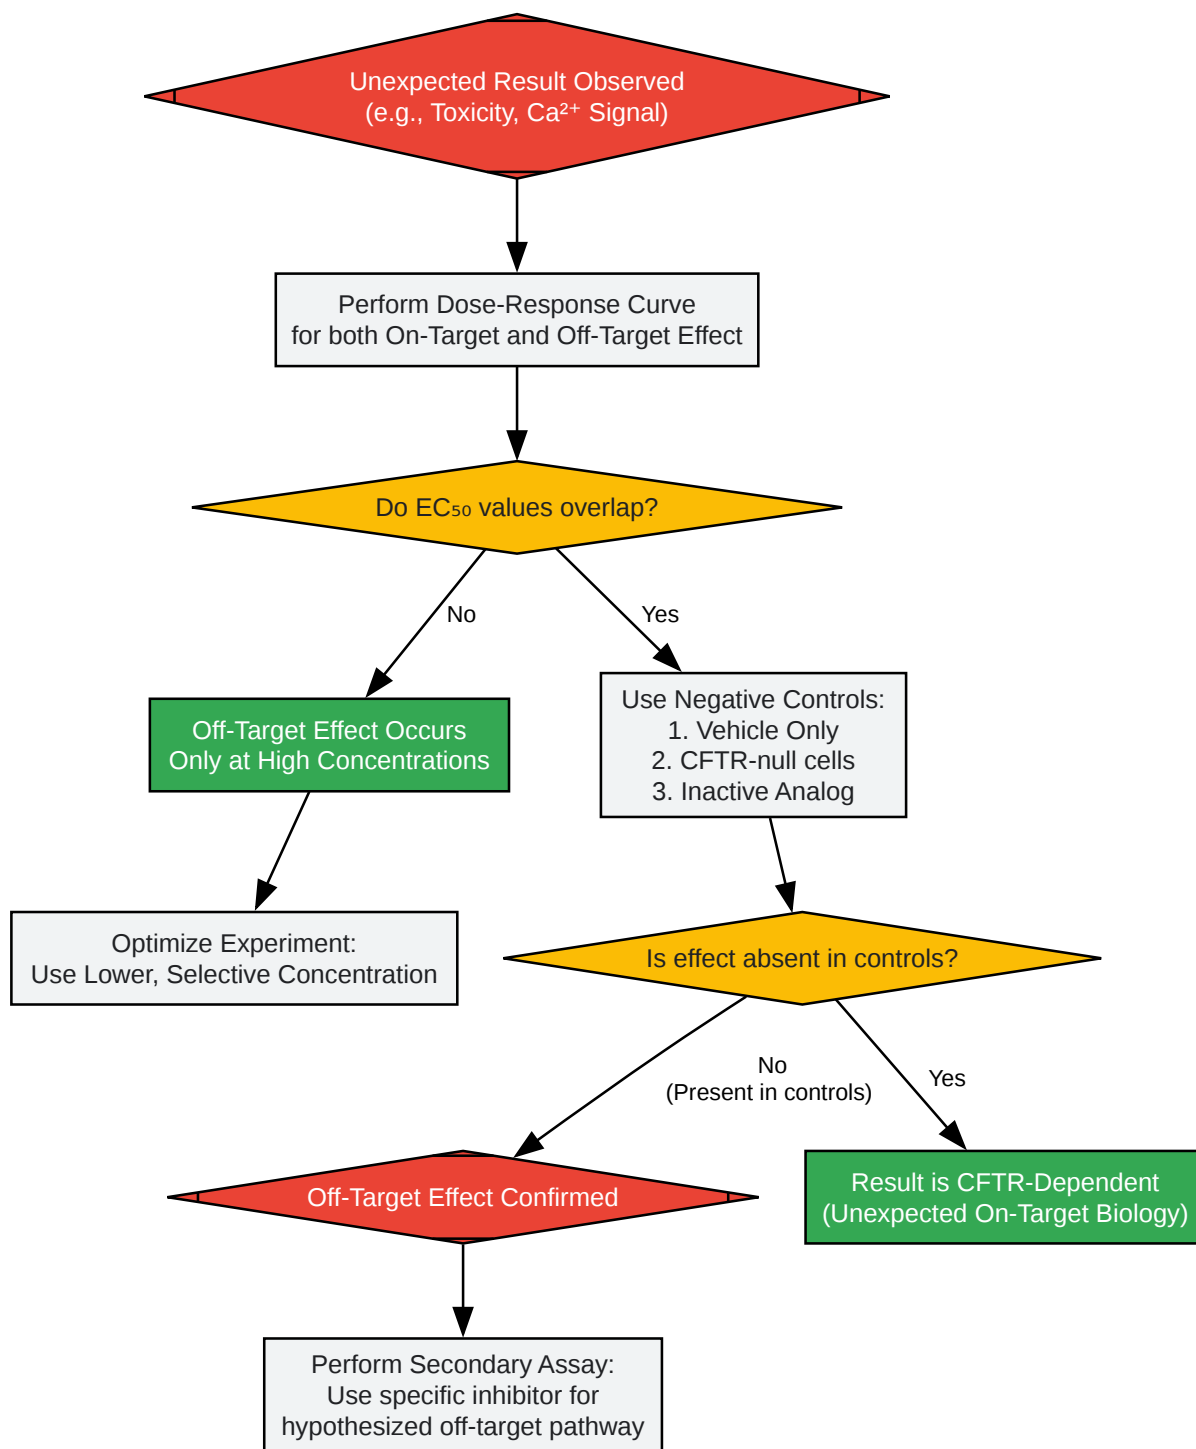 Unexpected Result Observed
(e.g., Toxicity, Ca²⁺ Signal)
Perform Dose-Response Curve
for both On-Target and Off-Target Effect
Do EC₅₀ values overlap?
No
Yes
Off-Target Effect Occurs
Only at High Concentrations
Use Negative Controls:
1. Vehicle Only
2. CFTR-null cells
3. Inactive Analog
Optimize Experiment:
Use Lower, Selective Concentration
Is effect absent in controls?
No
(Present in controls)
Yes
Off-Target Effect Confirmed
Result is CFTR-Dependent
(Unexpected On-Target Biology)
Perform Secondary Assay:
Use specific inhibitor for
hypothesized off-target pathway